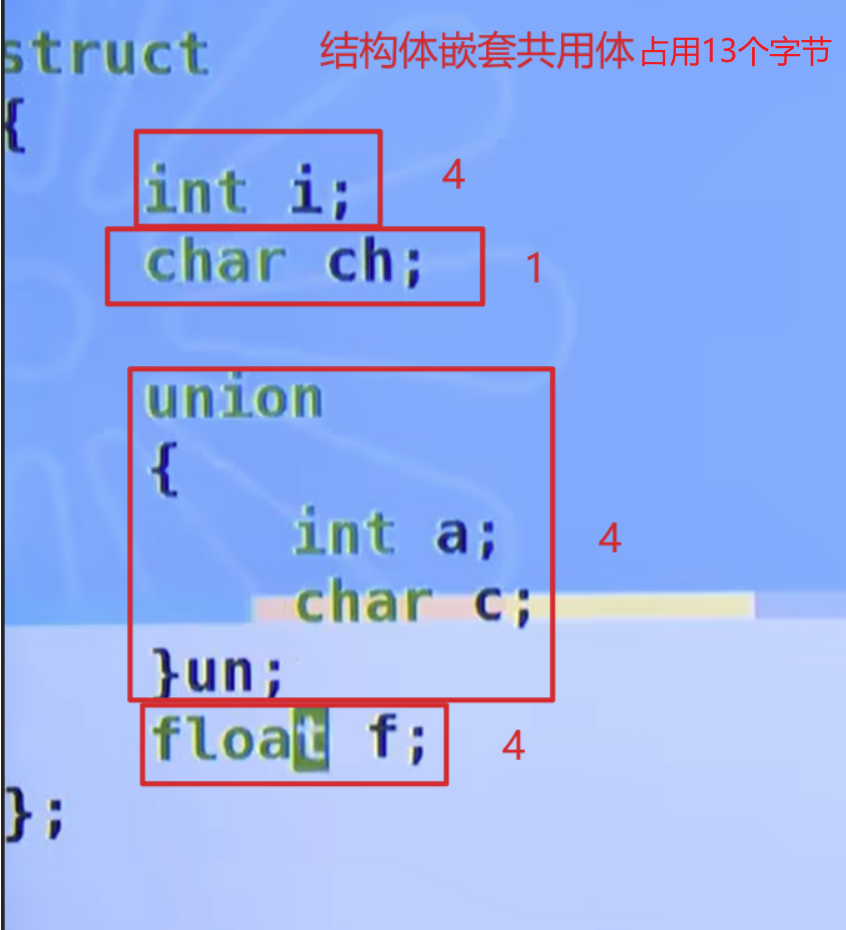 struct 结构体嵌套共用体 占用13个字节
{
int i; 4
char ch; 1
union
{
int a; 4
char c;
}un;
float f; 4
};